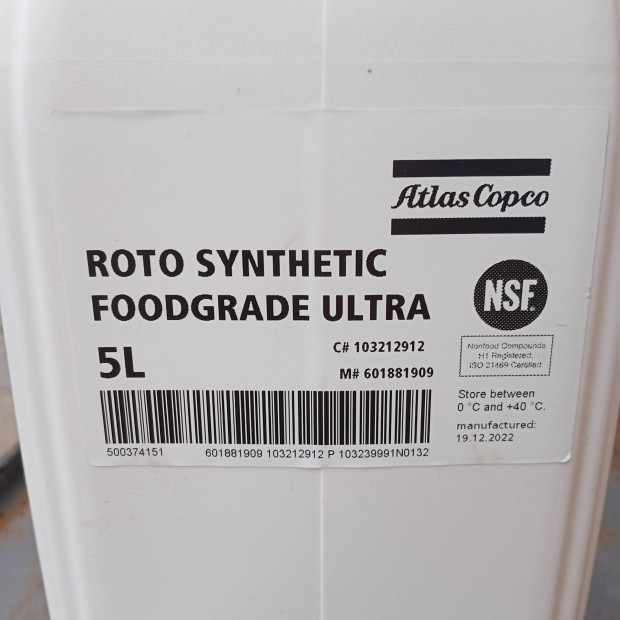 Atlas Copco
ROTO SYNTHETIC
FOODGRADE ULTRA
5L
C# 103212912
M# 601881909
NSF.
Nonfood Compounds
H1 Registered,
ISO 21469 Certified
Store between
0 °C and +40 °C.
manufactured:
19.12.2022
500374151
601881909 103212912 P 103239991N0132